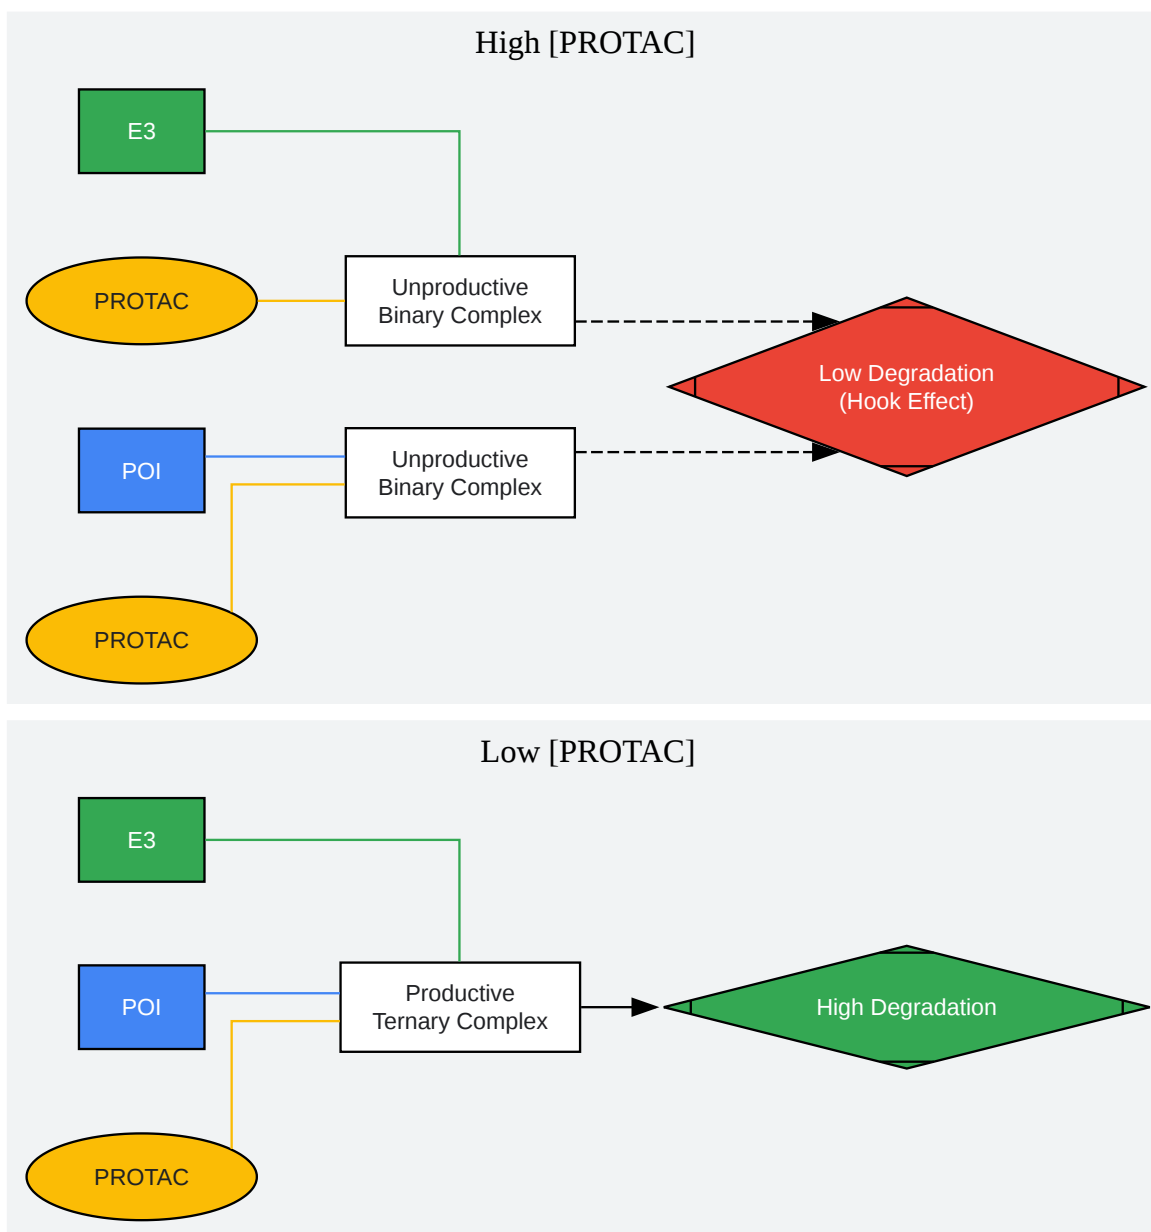 High [PROTAC]
E3
PROTAC
Unproductive
Binary Complex
Low Degradation
(Hook Effect)
POI
Unproductive
Binary Complex
PROTAC
Low [PROTAC]
E3
POI
Productive
Ternary Complex
High Degradation
PROTAC